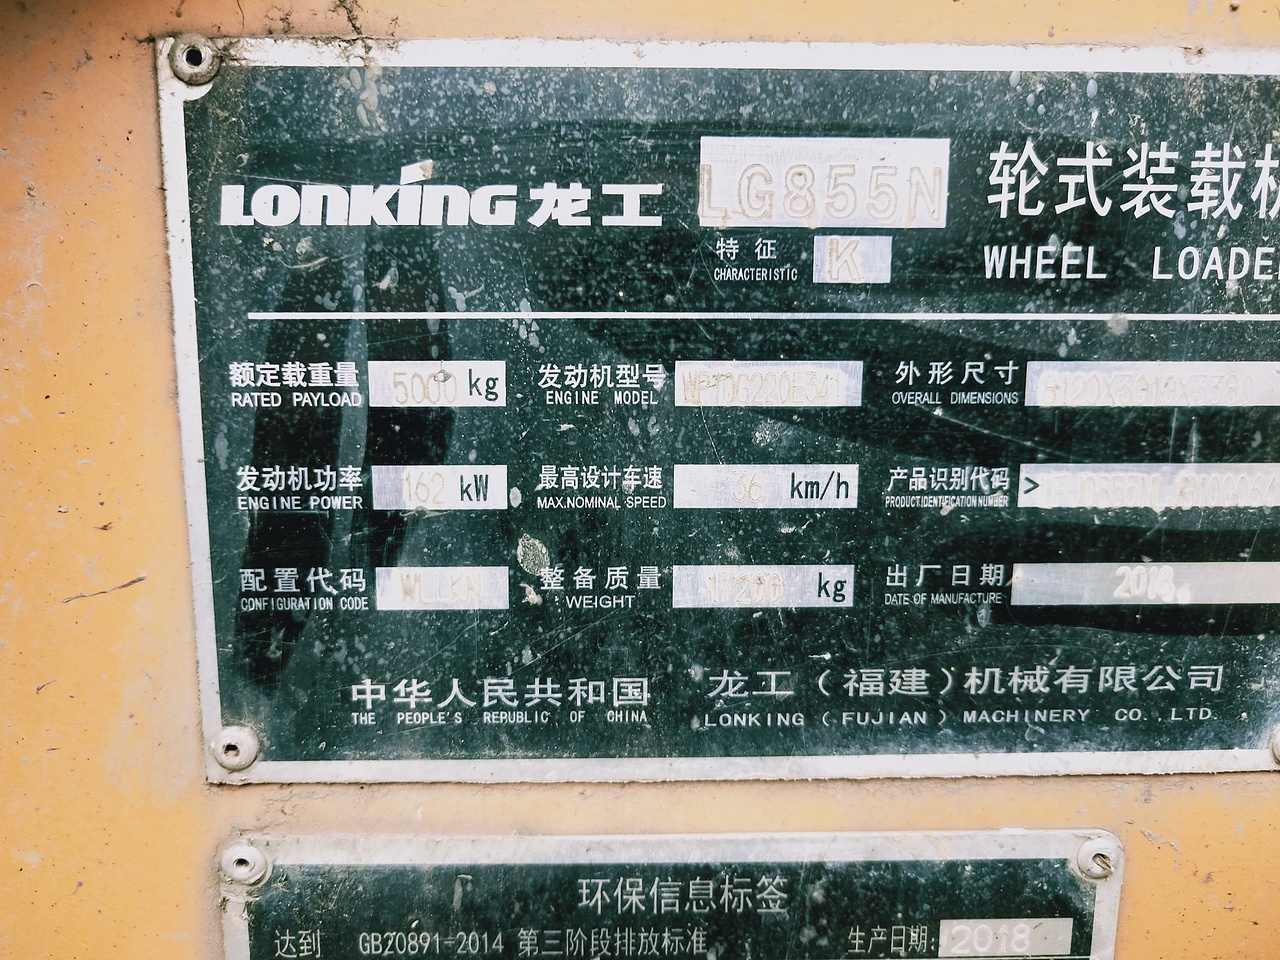 LONKING 龙工 LG855N 轮式装载机
特征 K WHEEL LOADER
CHARACTERISTIC
额定载重量 5000 kg 发动机型号 WP10G220E341 外形尺寸
RATED PAYLOAD ENGINE MODEL OVERALL DIMENSIONS
发动机功率 162 kW 最高设计车速 36 km/h 产品识别代码 >
ENGINE POWER MAX.NOMINAL SPEED PRODUCT IDENTIFICATION NUMBER
配置代码 整备质量 kg 出厂日期 2018
CONFIGURATION CODE WEIGHT DATE OF MANUFACTURE
中华人民共和国 龙工（福建）机械有限公司
THE PEOPLE'S REPUBLIC OF CHINA LONKING (FUJIAN) MACHINERY CO.,LTD.
环保信息标签
达到 GB20891-2014 第三阶段排放标准 生产日期: 2018